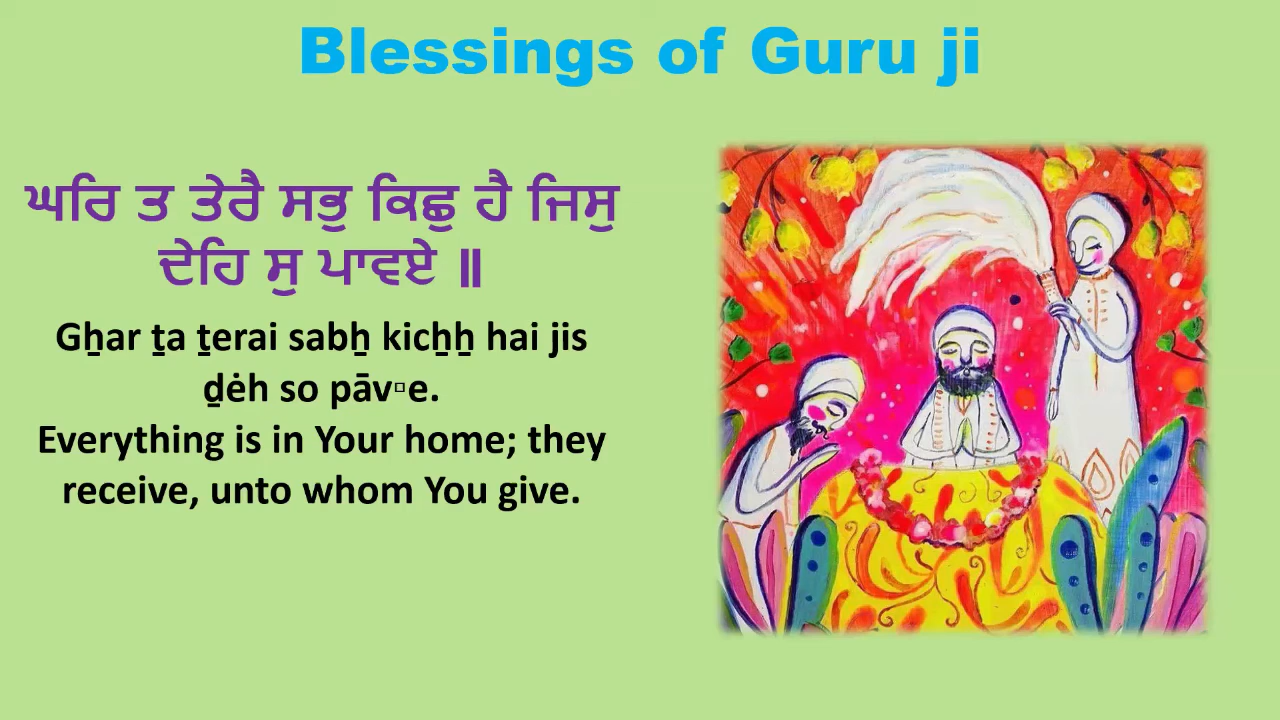 Blessings of Guru ji
ਘਰਿ ਤ ਤੇਰੈ ਸਭੁ ਕਿਛੁ ਹੈ ਜਿਸੁ
ਦੇਹਿ ਸੁ ਪਾਵਏ ॥
Gẖar ṯa ṯerai sabẖ kicẖẖ hai jis
ḏėh so pāv▫e.
Everything is in Your home; they
receive, unto whom You give.